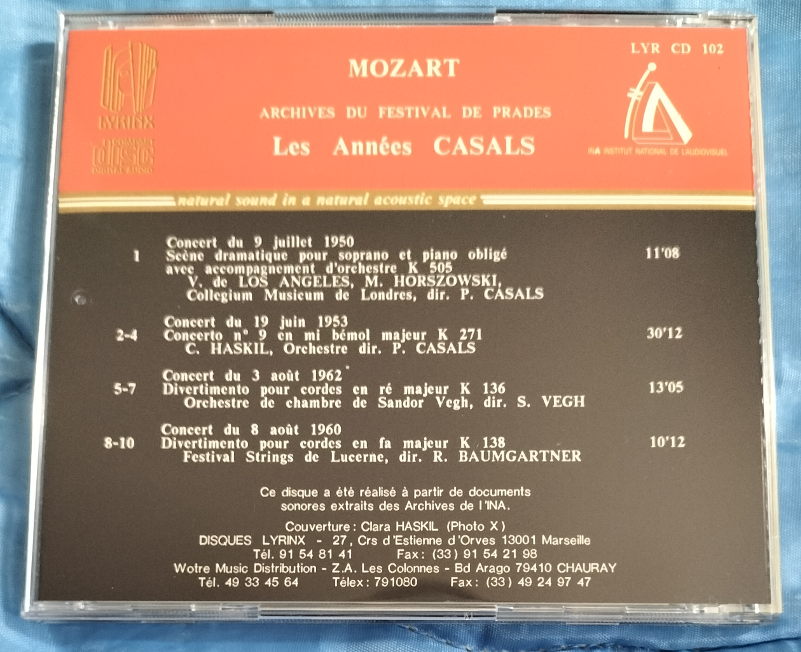 LYR CD 102
MOZART
ARCHIVES DU FESTIVAL DE PRADES
Les Années CASALS
LYRINX
COMPACT
disc
DIGITAL AUDIO
INA INSTITUT NATIONAL DE L'AUDIOVISUEL
natural sound in a natural acoustic space
Concert du 9 juillet 1950
1 Scène dramatique pour soprano et piano obligé 11'08
avec accompagnement d'orchestre K 505
V. de LOS ANGELES, M. HORSZOWSKI,
Collegium Musicum de Londres, dir. P. CASALS
Concert du 19 juin 1953
2-4 Concerto n° 9 en mi bémol majeur K 271 30'12
C. HASKIL, Orchestre dir. P. CASALS
Concert du 3 août 1962
5-7 Divertimento pour cordes en ré majeur K 136 13'05
Orchestre de chambre de Sandor Vegh, dir. S. VEGH
Concert du 8 août 1960
8-10 Divertimento pour cordes en fa majeur K 138 10'12
Festival Strings de Lucerne, dir. R. BAUMGARTNER
Ce disque a été réalisé à partir de documents
sonores extraits des Archives de l'INA.
Couverture : Clara HASKIL (Photo X)
DISQUES LYRINX - 27, Crs d'Estienne d'Orves 13001 Marseille
Tél. 91 54 81 41 Fax : (33) 91 54 21 98
Wotre Music Distribution - Z.A. Les Colonnes - Bd Arago 79410 CHAURAY
Tél. 49 33 45 64 Télex : 791080 Fax : (33) 49 24 97 47